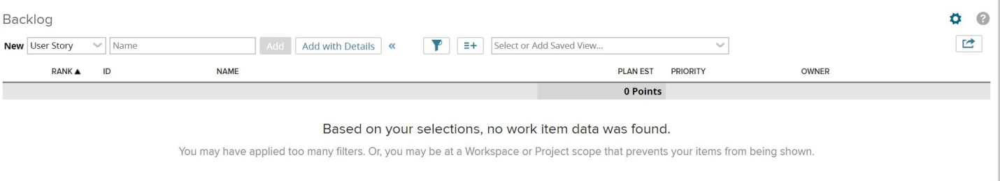 Backlog
?
New User Story Name Add Add with Details « Select or Add Saved View...
RANK ▲ ID NAME PLAN EST PRIORITY OWNER
0 Points
Based on your selections, no work item data was found.
You may have applied too many filters. Or, you may be at a Workspace or Project scope that prevents your items from being shown.